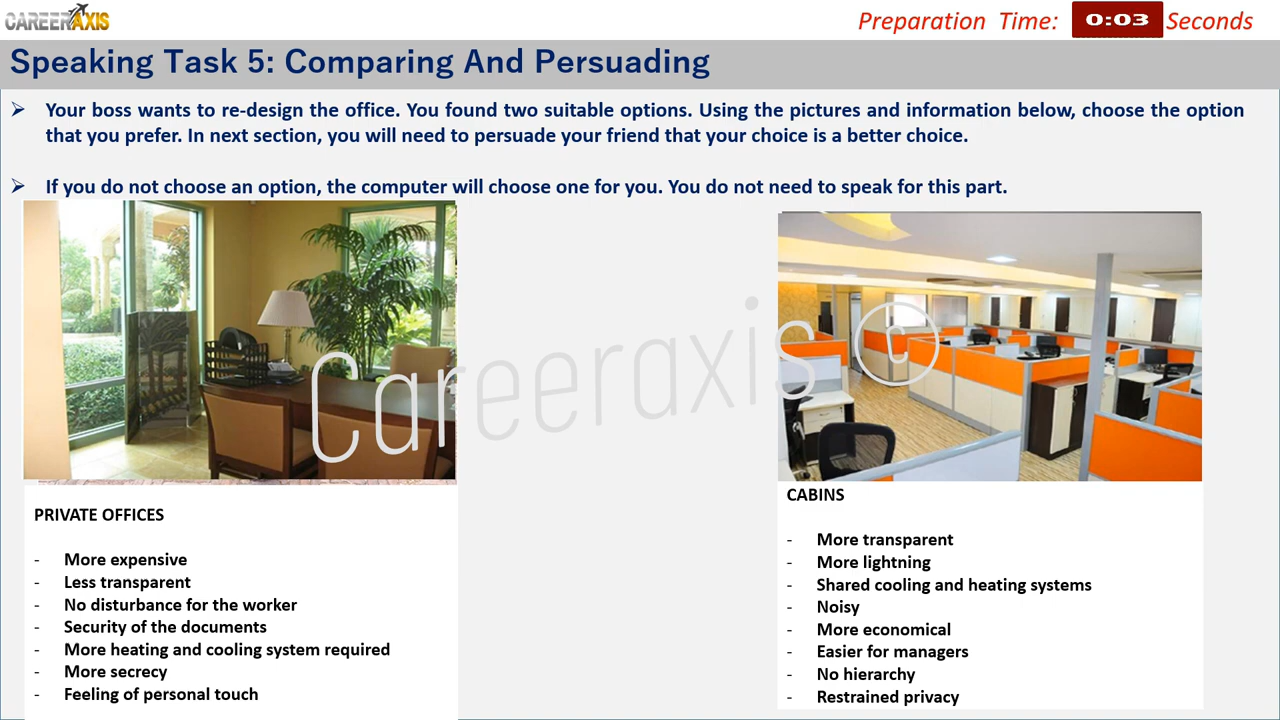 CAREERAXIS
Preparation Time: 0:03 Seconds
Speaking Task 5: Comparing And Persuading
➢ Your boss wants to re-design the office. You found two suitable options. Using the pictures and information below, choose the option
that you prefer. In next section, you will need to persuade your friend that your choice is a better choice.
➢ If you do not choose an option, the computer will choose one for you. You do not need to speak for this part.
Careeraxis ©
PRIVATE OFFICES
- More expensive
- Less transparent
- No disturbance for the worker
- Security of the documents
- More heating and cooling system required
- More secrecy
- Feeling of personal touch
CABINS
- More transparent
- More lightning
- Shared cooling and heating systems
- Noisy
- More economical
- Easier for managers
- No hierarchy
- Restrained privacy